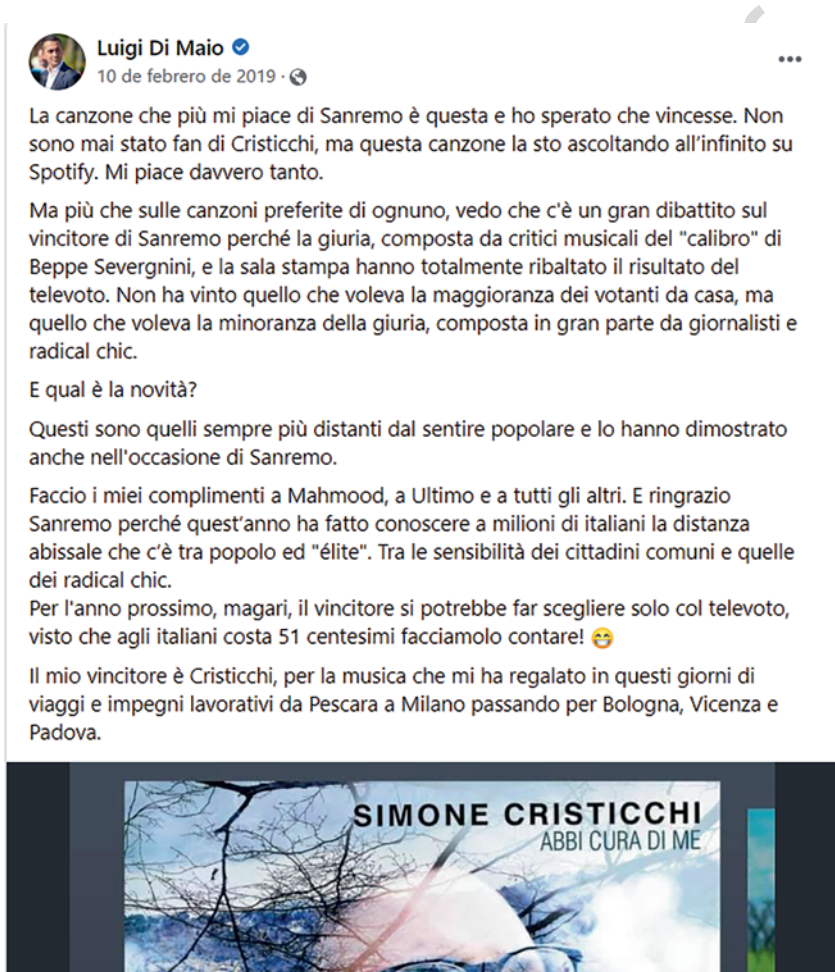 Luigi Di Maio
10 de febrero de 2019 ·
La canzone che più mi piace di Sanremo è questa e ho sperato che vincesse. Non
sono mai stato fan di Cristicchi, ma questa canzone la sto ascoltando all'infinito su
Spotify. Mi piace davvero tanto.
Ma più che sulle canzoni preferite di ognuno, vedo che c'è un gran dibattito sul
vincitore di Sanremo perché la giuria, composta da critici musicali del "calibro" di
Beppe Severgnini, e la sala stampa hanno totalmente ribaltato il risultato del
televoto. Non ha vinto quello che voleva la maggioranza dei votanti da casa, ma
quello che voleva la minoranza della giuria, composta in gran parte da giornalisti e
radical chic.
E qual è la novità?
Questi sono quelli sempre più distanti dal sentire popolare e lo hanno dimostrato
anche nell'occasione di Sanremo.
Faccio i miei complimenti a Mahmood, a Ultimo e a tutti gli altri. E ringrazio
Sanremo perché quest'anno ha fatto conoscere a milioni di italiani la distanza
abissale che c'è tra popolo ed "élite". Tra le sensibilità dei cittadini comuni e quelle
dei radical chic.
Per l'anno prossimo, magari, il vincitore si potrebbe far scegliere solo col televoto,
visto che agli italiani costa 51 centesimi facciamolo contare! 😁
Il mio vincitore è Cristicchi, per la musica che mi ha regalato in questi giorni di
viaggi e impegni lavorativi da Pescara a Milano passando per Bologna, Vicenza e
Padova.
SIMONE CRISTICCHI
ABBI CURA DI ME